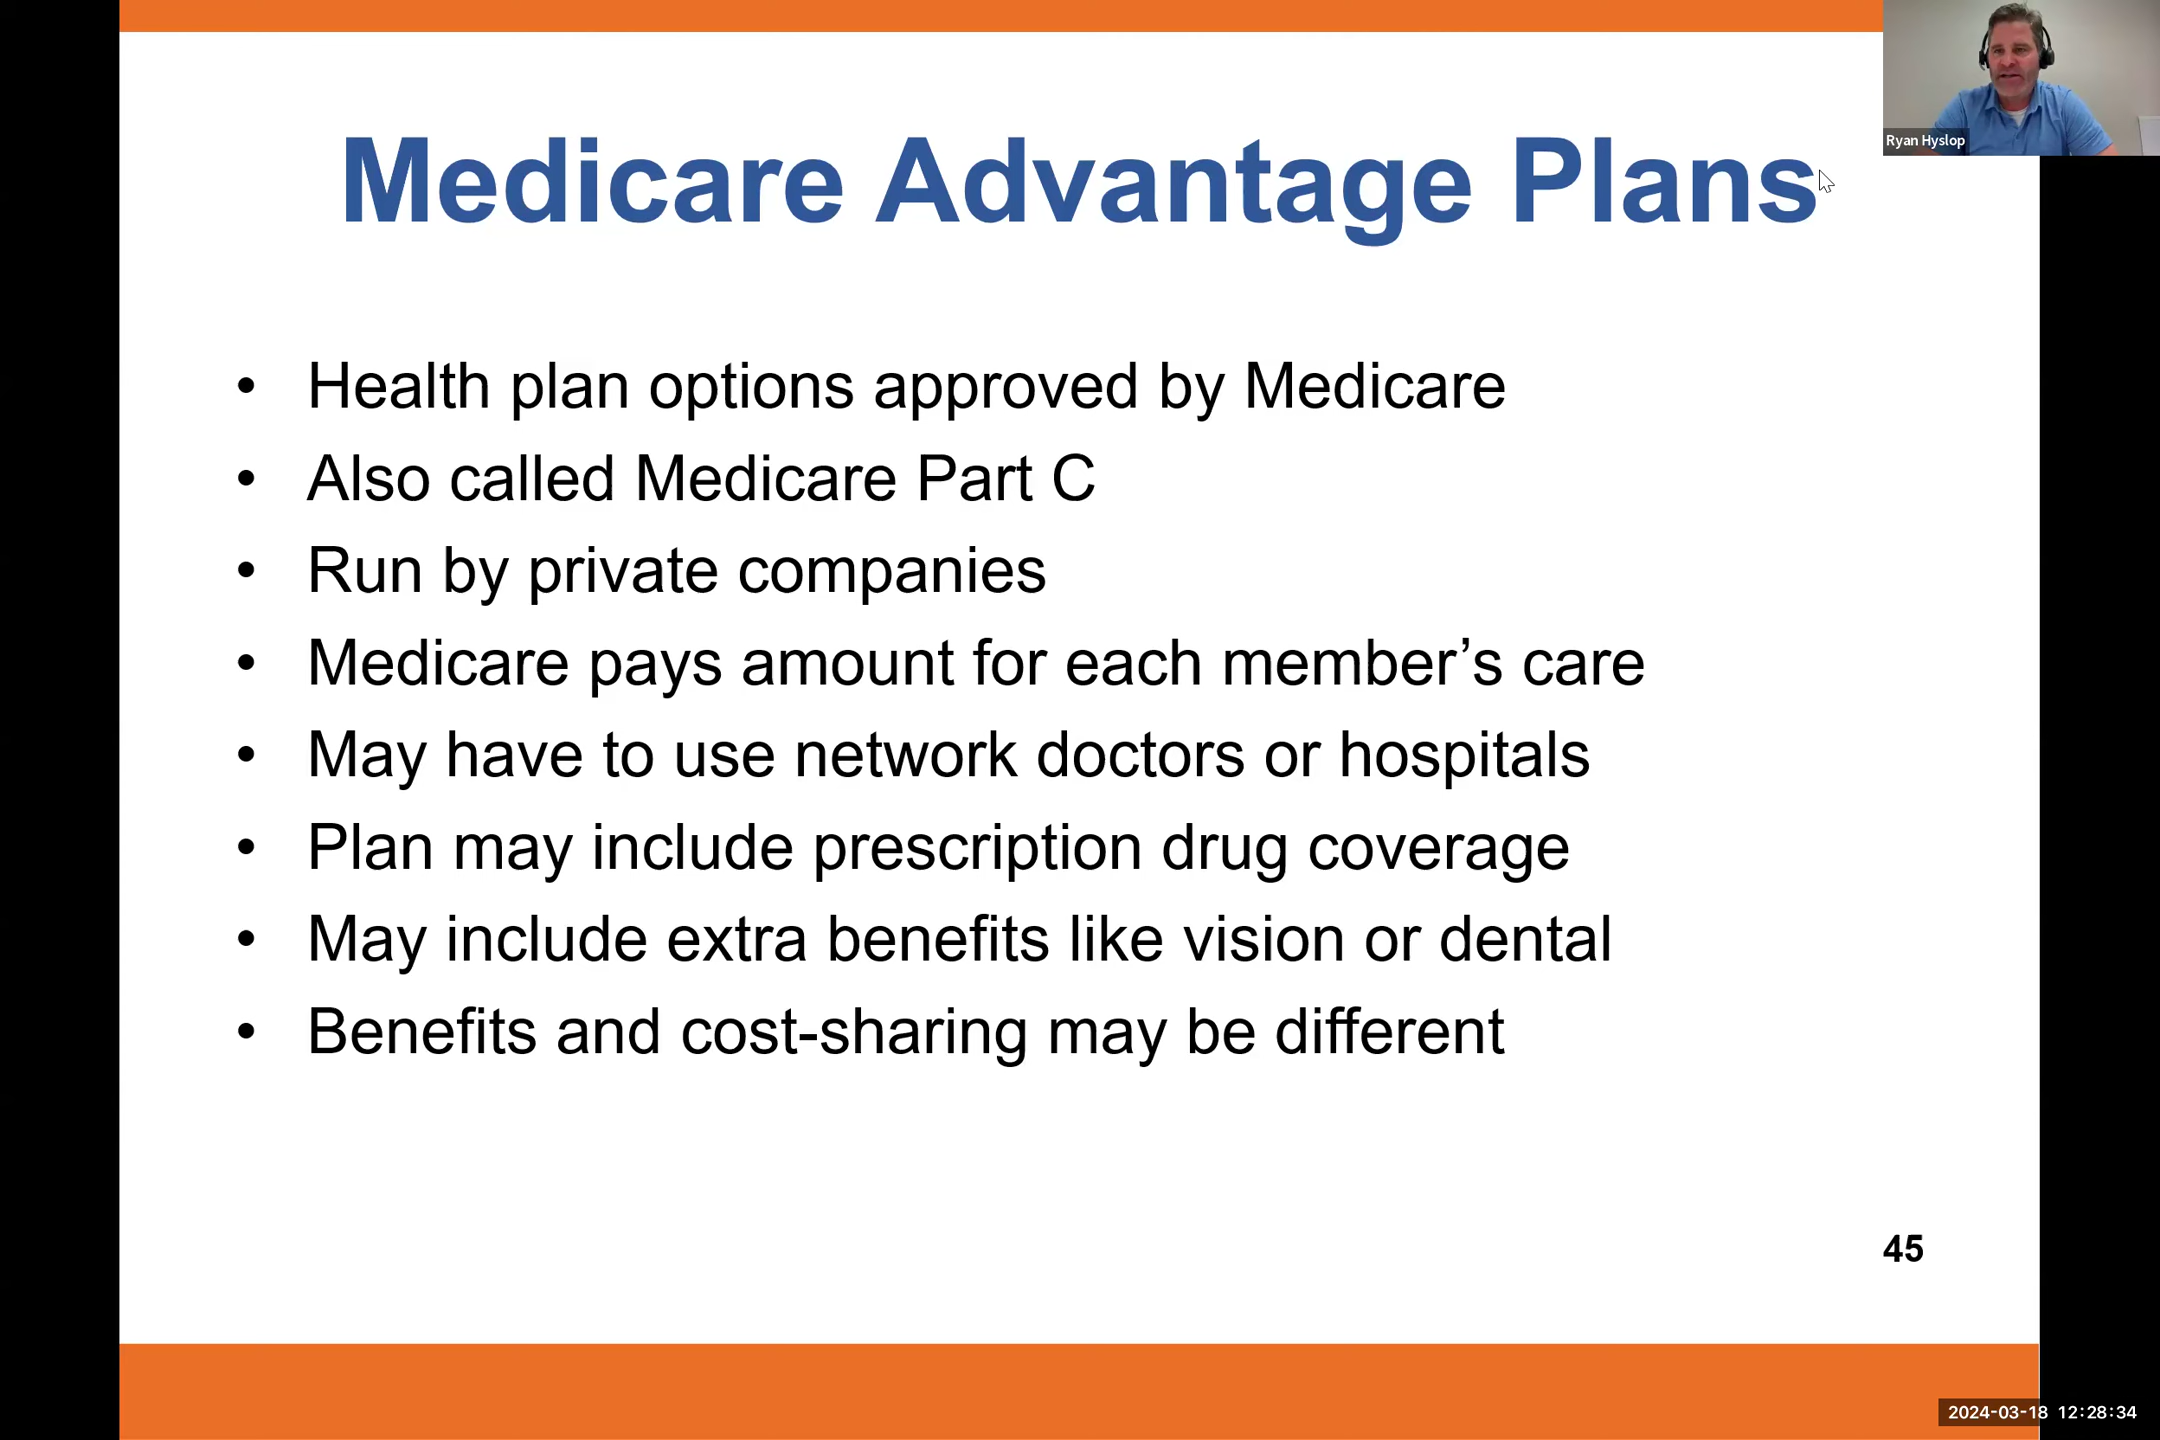 Ryan Hyslop
Medicare Advantage Plans
• Health plan options approved by Medicare
• Also called Medicare Part C
• Run by private companies
• Medicare pays amount for each member’s care
• May have to use network doctors or hospitals
• Plan may include prescription drug coverage
• May include extra benefits like vision or dental
• Benefits and cost-sharing may be different
45
2024-03-18 12:28:34